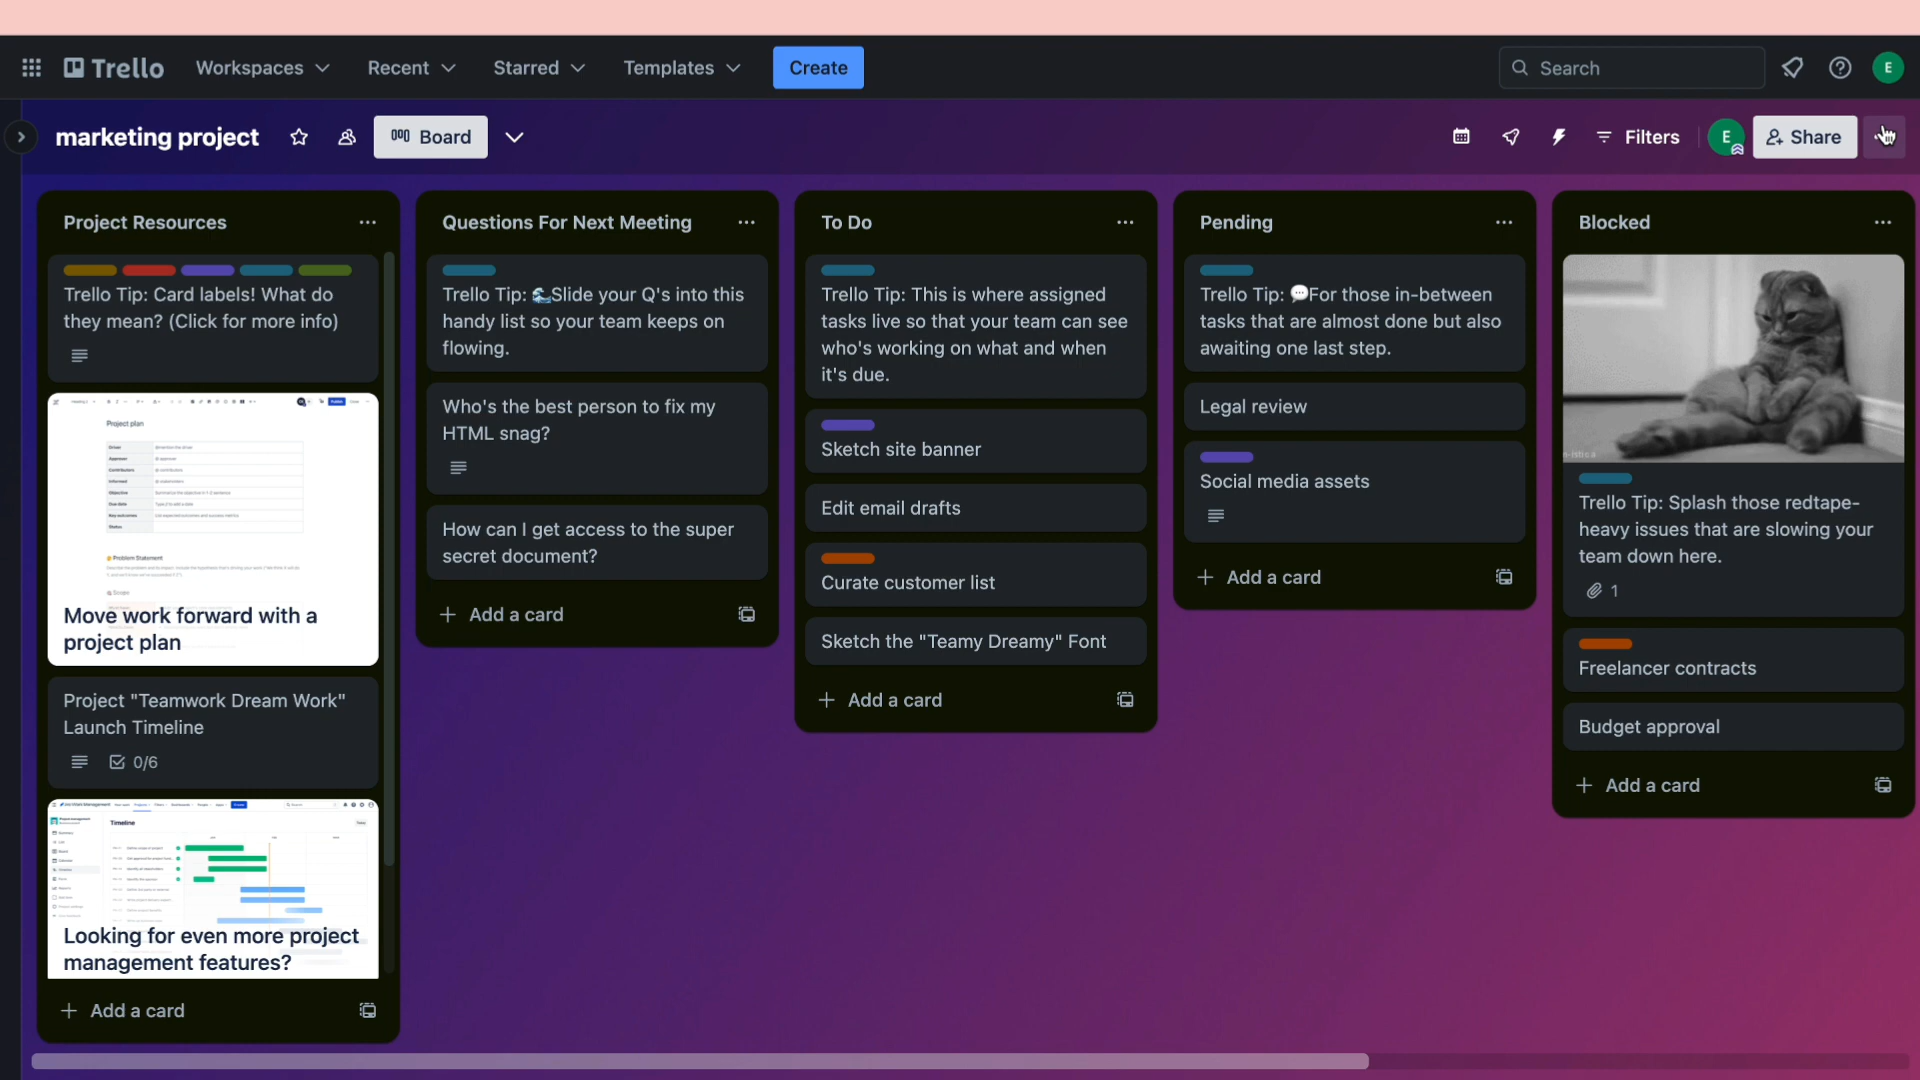 Trello
Workspaces
Recent
Starred
Templates
Create
Search
E
marketing project
Board
Filters
E
Share
Project Resources
Trello Tip: Card labels! What do
they mean? (Click for more info)
Project plan
Problem Statement
Scope
Move work forward with a
project plan
Project "Teamwork Dream Work"
Launch Timeline
0/6
Timeline
Looking for even more project
management features?
+ Add a card
Questions For Next Meeting
Trello Tip: 🌊Slide your Q's into this
handy list so your team keeps on
flowing.
Who's the best person to fix my
HTML snag?
How can I get access to the super
secret document?
+ Add a card
To Do
Trello Tip: This is where assigned
tasks live so that your team can see
who's working on what and when
it's due.
Sketch site banner
Edit email drafts
Curate customer list
Sketch the "Teamy Dreamy" Font
+ Add a card
Pending
Trello Tip: 💬For those in-between
tasks that are almost done but also
awaiting one last step.
Legal review
Social media assets
+ Add a card
Blocked
Trello Tip: Splash those redtape-
heavy issues that are slowing your
team down here.
1
Freelancer contracts
Budget approval
+ Add a card